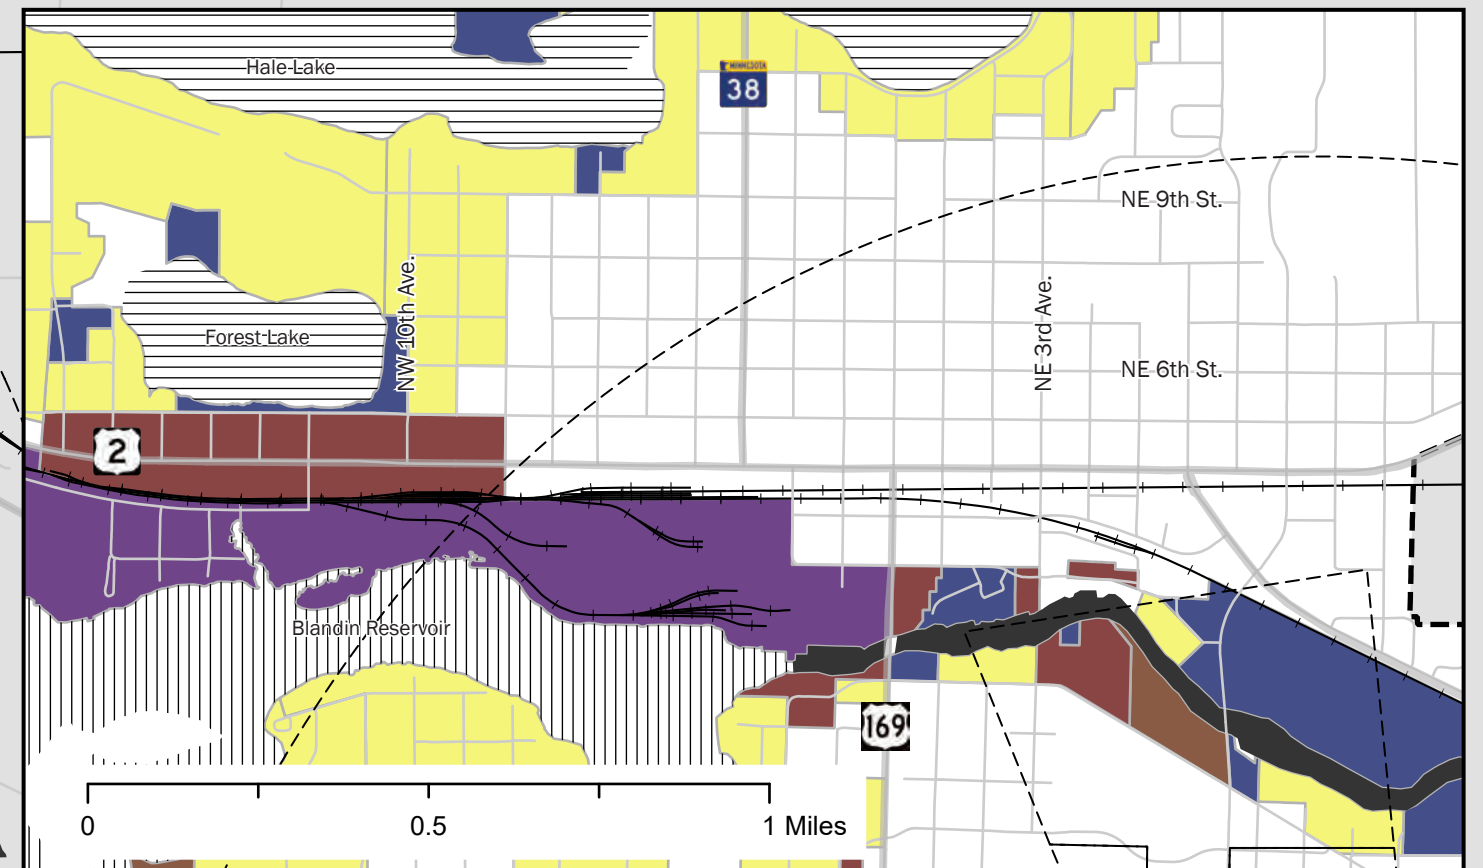 Hale Lake
MINNESOTA
38
NE 9th St.
NW 10th Ave.
NE 3rd Ave.
Forest Lake
NE 6th St.
2
Blandin Reservoir
169
0 0.5 1 Miles